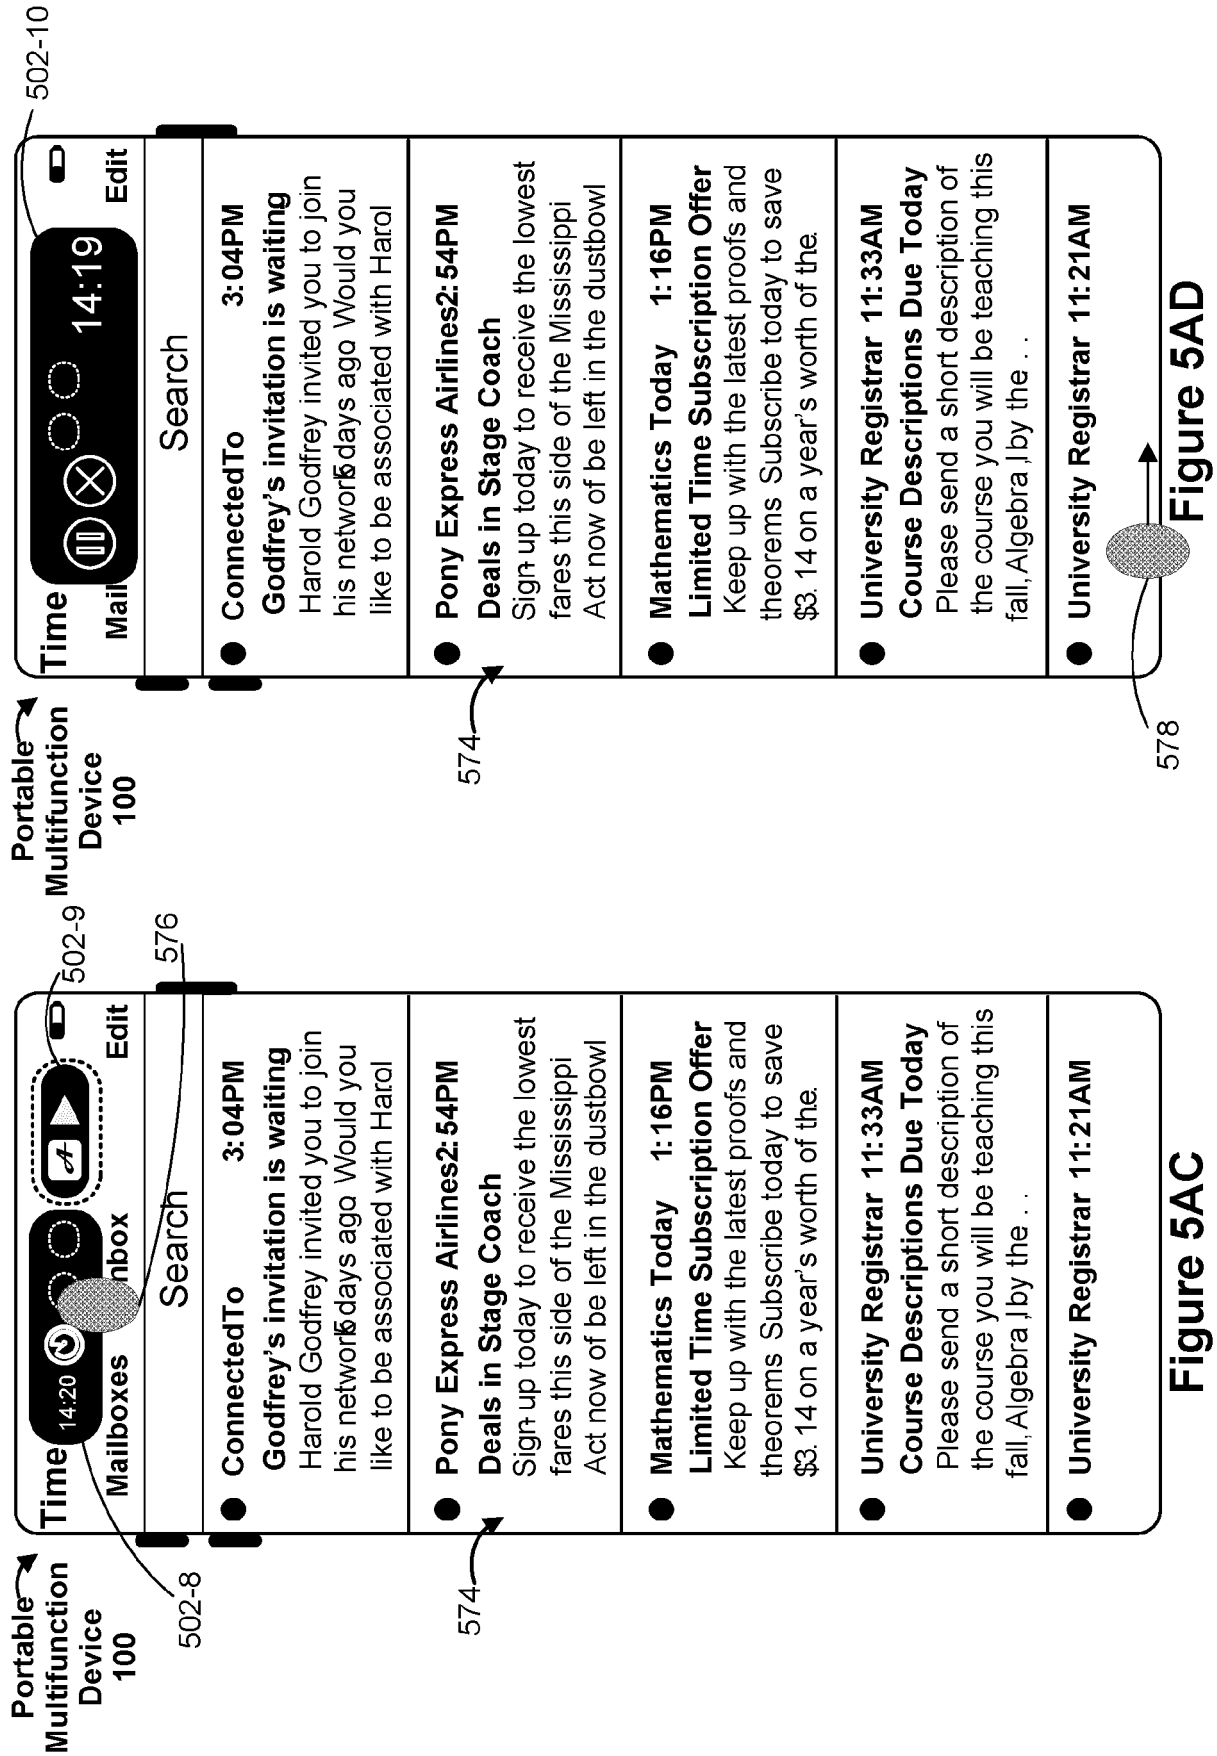 Portable
Multifunction
Device
100
502-8
502-9
576
574
Time
14:20
A
Mailboxes
nbox
Edit
Search
ConnectedTo 3:04PM
Godfrey's invitation is waiting
Harold Godfrey invited you to join
his network 5 days ago Would you
like to be associated with Harol
Pony Express Airlines2:54PM
Deals in Stage Coach
Sign up today to receive the lowest
fares this side of the Mississippi
Act now of be left in the dustbowl
Mathematics Today 1:16PM
Limited Time Subscription Offer
Keep up with the latest proofs and
theorems Subscribe today to save
$3.14 on a year's worth of the.
University Registrar 11:33AM
Course Descriptions Due Today
Please send a short description of
the course you will be teaching this
fall, Algebra ,I by the . .
University Registrar 11:21AM
Figure 5AC
Portable
Multifunction
Device
100
502-10
574
578
Time
14:19
Mail
Edit
Search
ConnectedTo 3:04PM
Godfrey's invitation is waiting
Harold Godfrey invited you to join
his network 5 days ago Would you
like to be associated with Harol
Pony Express Airlines2:54PM
Deals in Stage Coach
Sign up today to receive the lowest
fares this side of the Mississippi
Act now of be left in the dustbowl
Mathematics Today 1:16PM
Limited Time Subscription Offer
Keep up with the latest proofs and
theorems Subscribe today to save
$3.14 on a year's worth of the.
University Registrar 11:33AM
Course Descriptions Due Today
Please send a short description of
the course you will be teaching this
fall, Algebra ,I by the . .
University Registrar 11:21AM
Figure 5AD